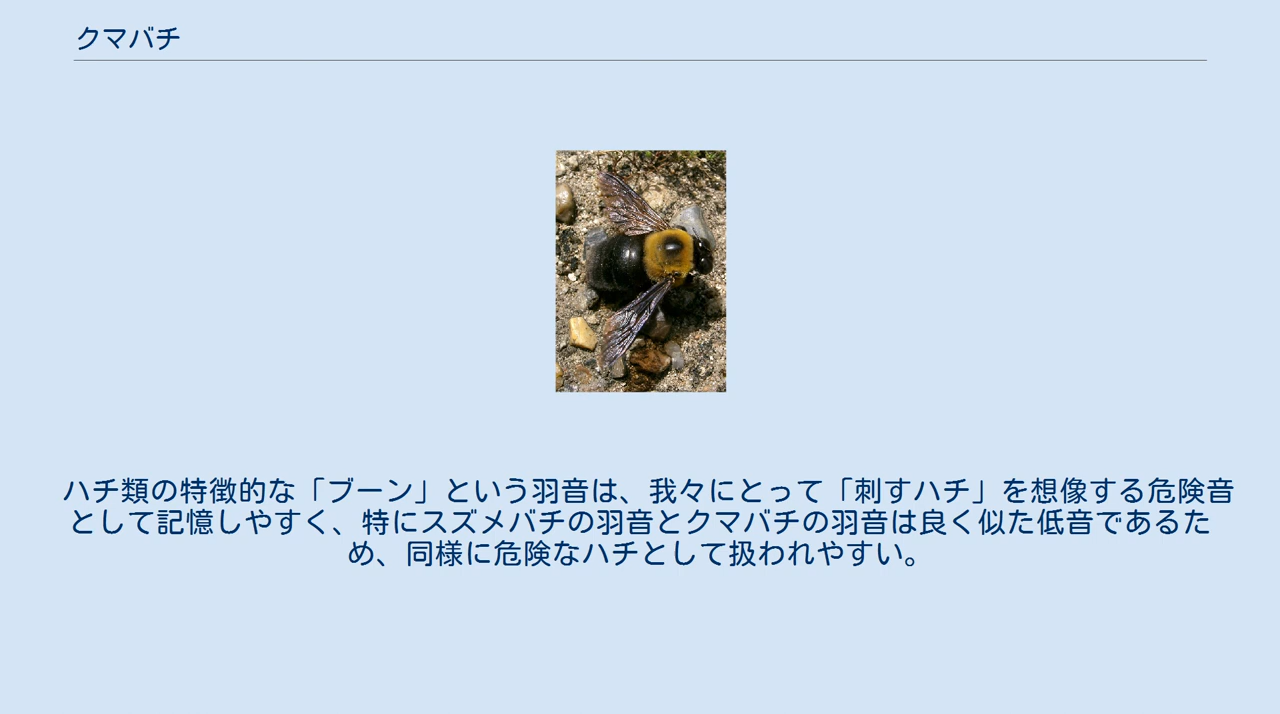 クマバチ
ハチ類の特徴的な「ブーン」という羽音は、我々にとって「刺すハチ」を想像する危険音
として記憶しやすく、特にスズメバチの羽音とクマバチの羽音は良く似た低音であるた
め、同様に危険なハチとして扱われやすい。